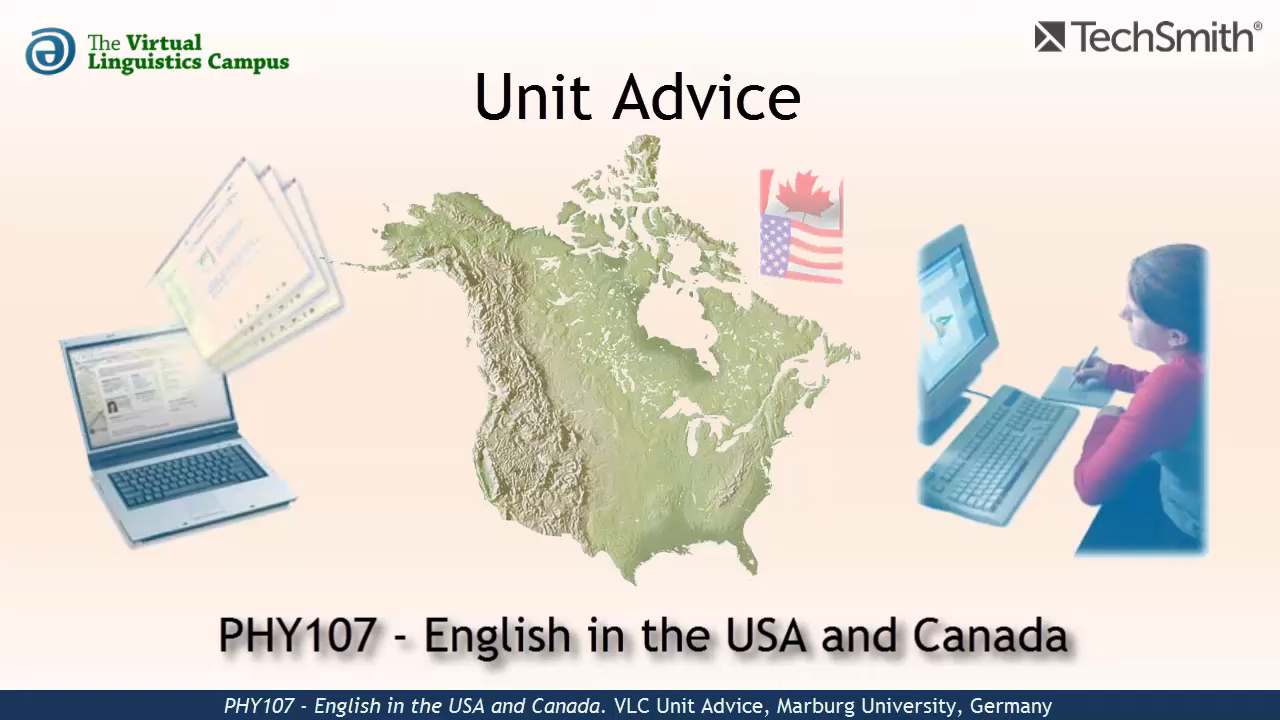 The Virtual
Linguistics Campus
TechSmith®
Unit Advice
PHY107 - English in the USA and Canada
PHY107 - English in the USA and Canada. VLC Unit Advice, Marburg University, Germany